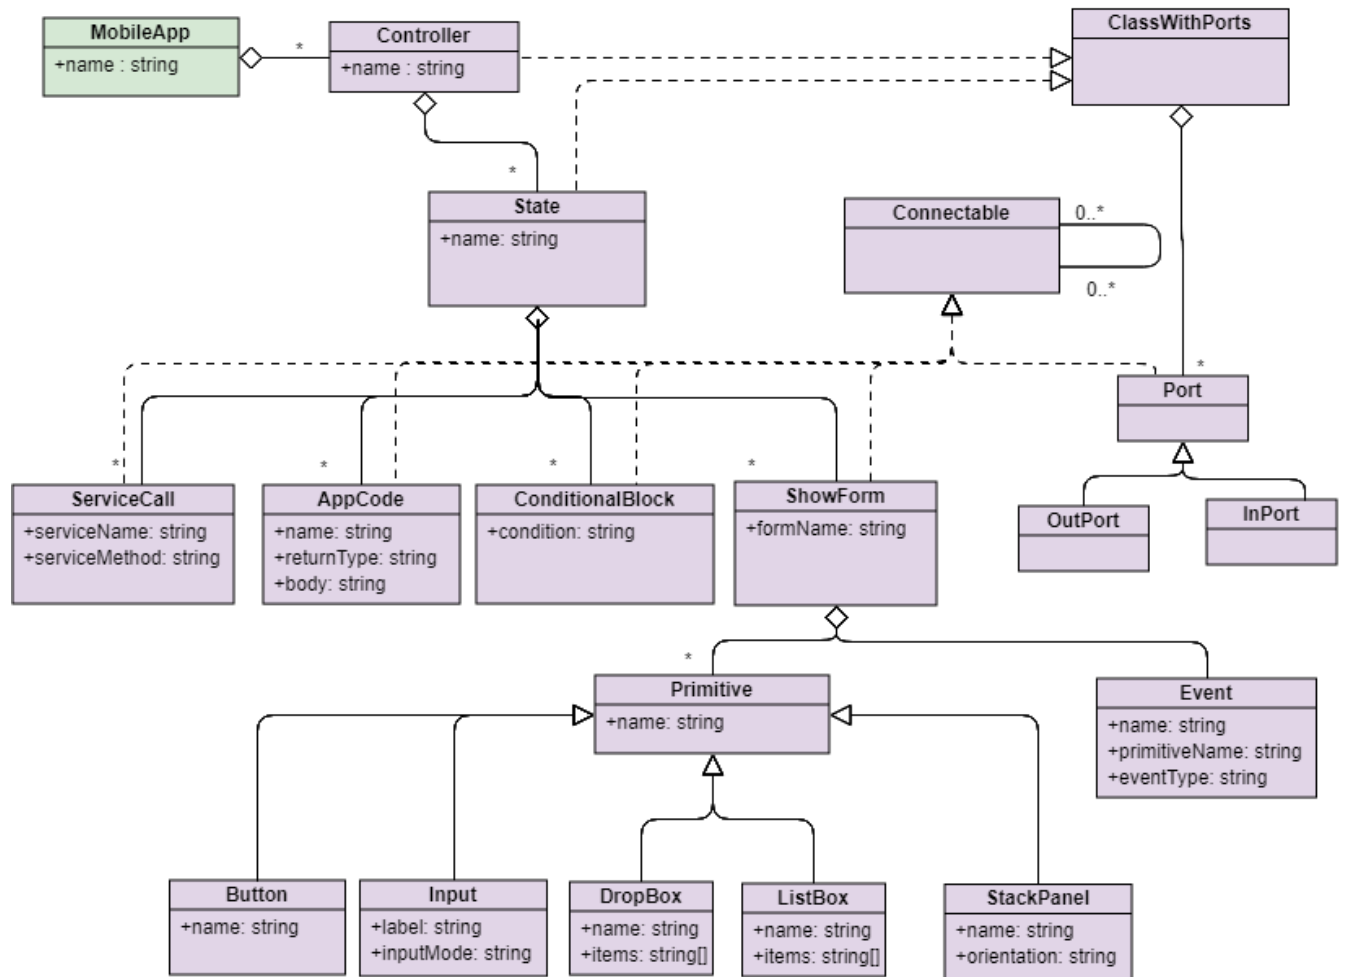 MobileApp
+name : string
*
Controller
+name : string
ClassWithPorts
*
State
+name: string
Connectable
0..*
0..*
*
Port
*
*
*
*
ServiceCall
+serviceName: string
+serviceMethod: string
AppCode
+name: string
+returnType: string
+body: string
ConditionalBlock
+condition: string
ShowForm
+formName: string
OutPort
InPort
*
Primitive
+name: string
Event
+name: string
+primitiveName: string
+eventType: string
Button
+name: string
Input
+label: string
+inputMode: string
DropBox
+name: string
+items: string[]
ListBox
+name: string
+items: string[]
StackPanel
+name: string
+orientation: string